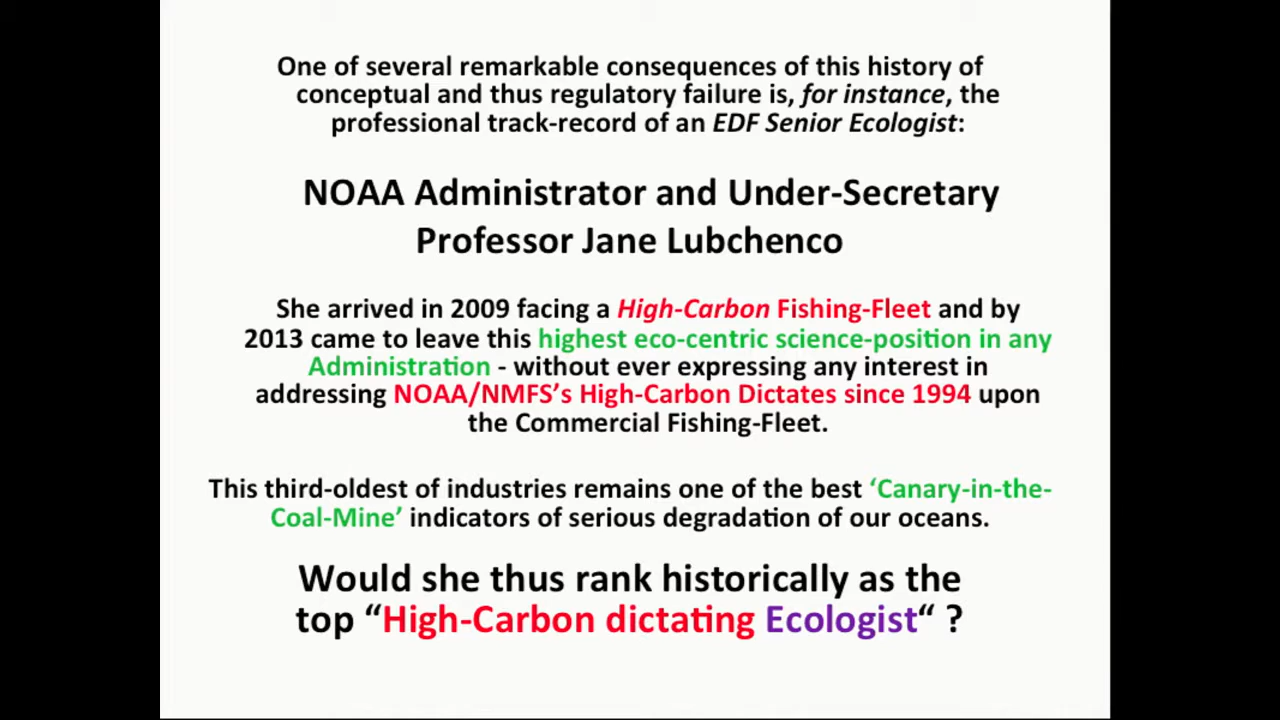 One of several remarkable consequences of this history of
conceptual and thus regulatory failure is, for instance, the
professional track-record of an EDF Senior Ecologist:
NOAA Administrator and Under-Secretary
Professor Jane Lubchenco
She arrived in 2009 facing a High-Carbon Fishing-Fleet and by
2013 came to leave this highest eco-centric science-position in any
Administration - without ever expressing any interest in
addressing NOAA/NMFS’s High-Carbon Dictates since 1994 upon
the Commercial Fishing-Fleet.
This third-oldest of industries remains one of the best ‘Canary-in-the-
Coal-Mine’ indicators of serious degradation of our oceans.
Would she thus rank historically as the
top “High-Carbon dictating Ecologist“ ?